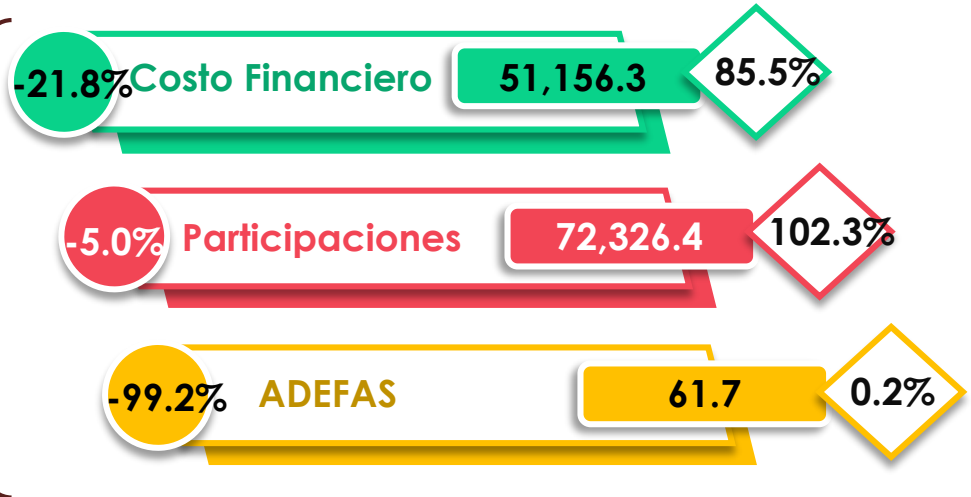 -21.8% Costo Financiero 51,156.3 85.5%
-5.0% Participaciones 72,326.4 102.3%
-99.2% ADEFAS 61.7 0.2%